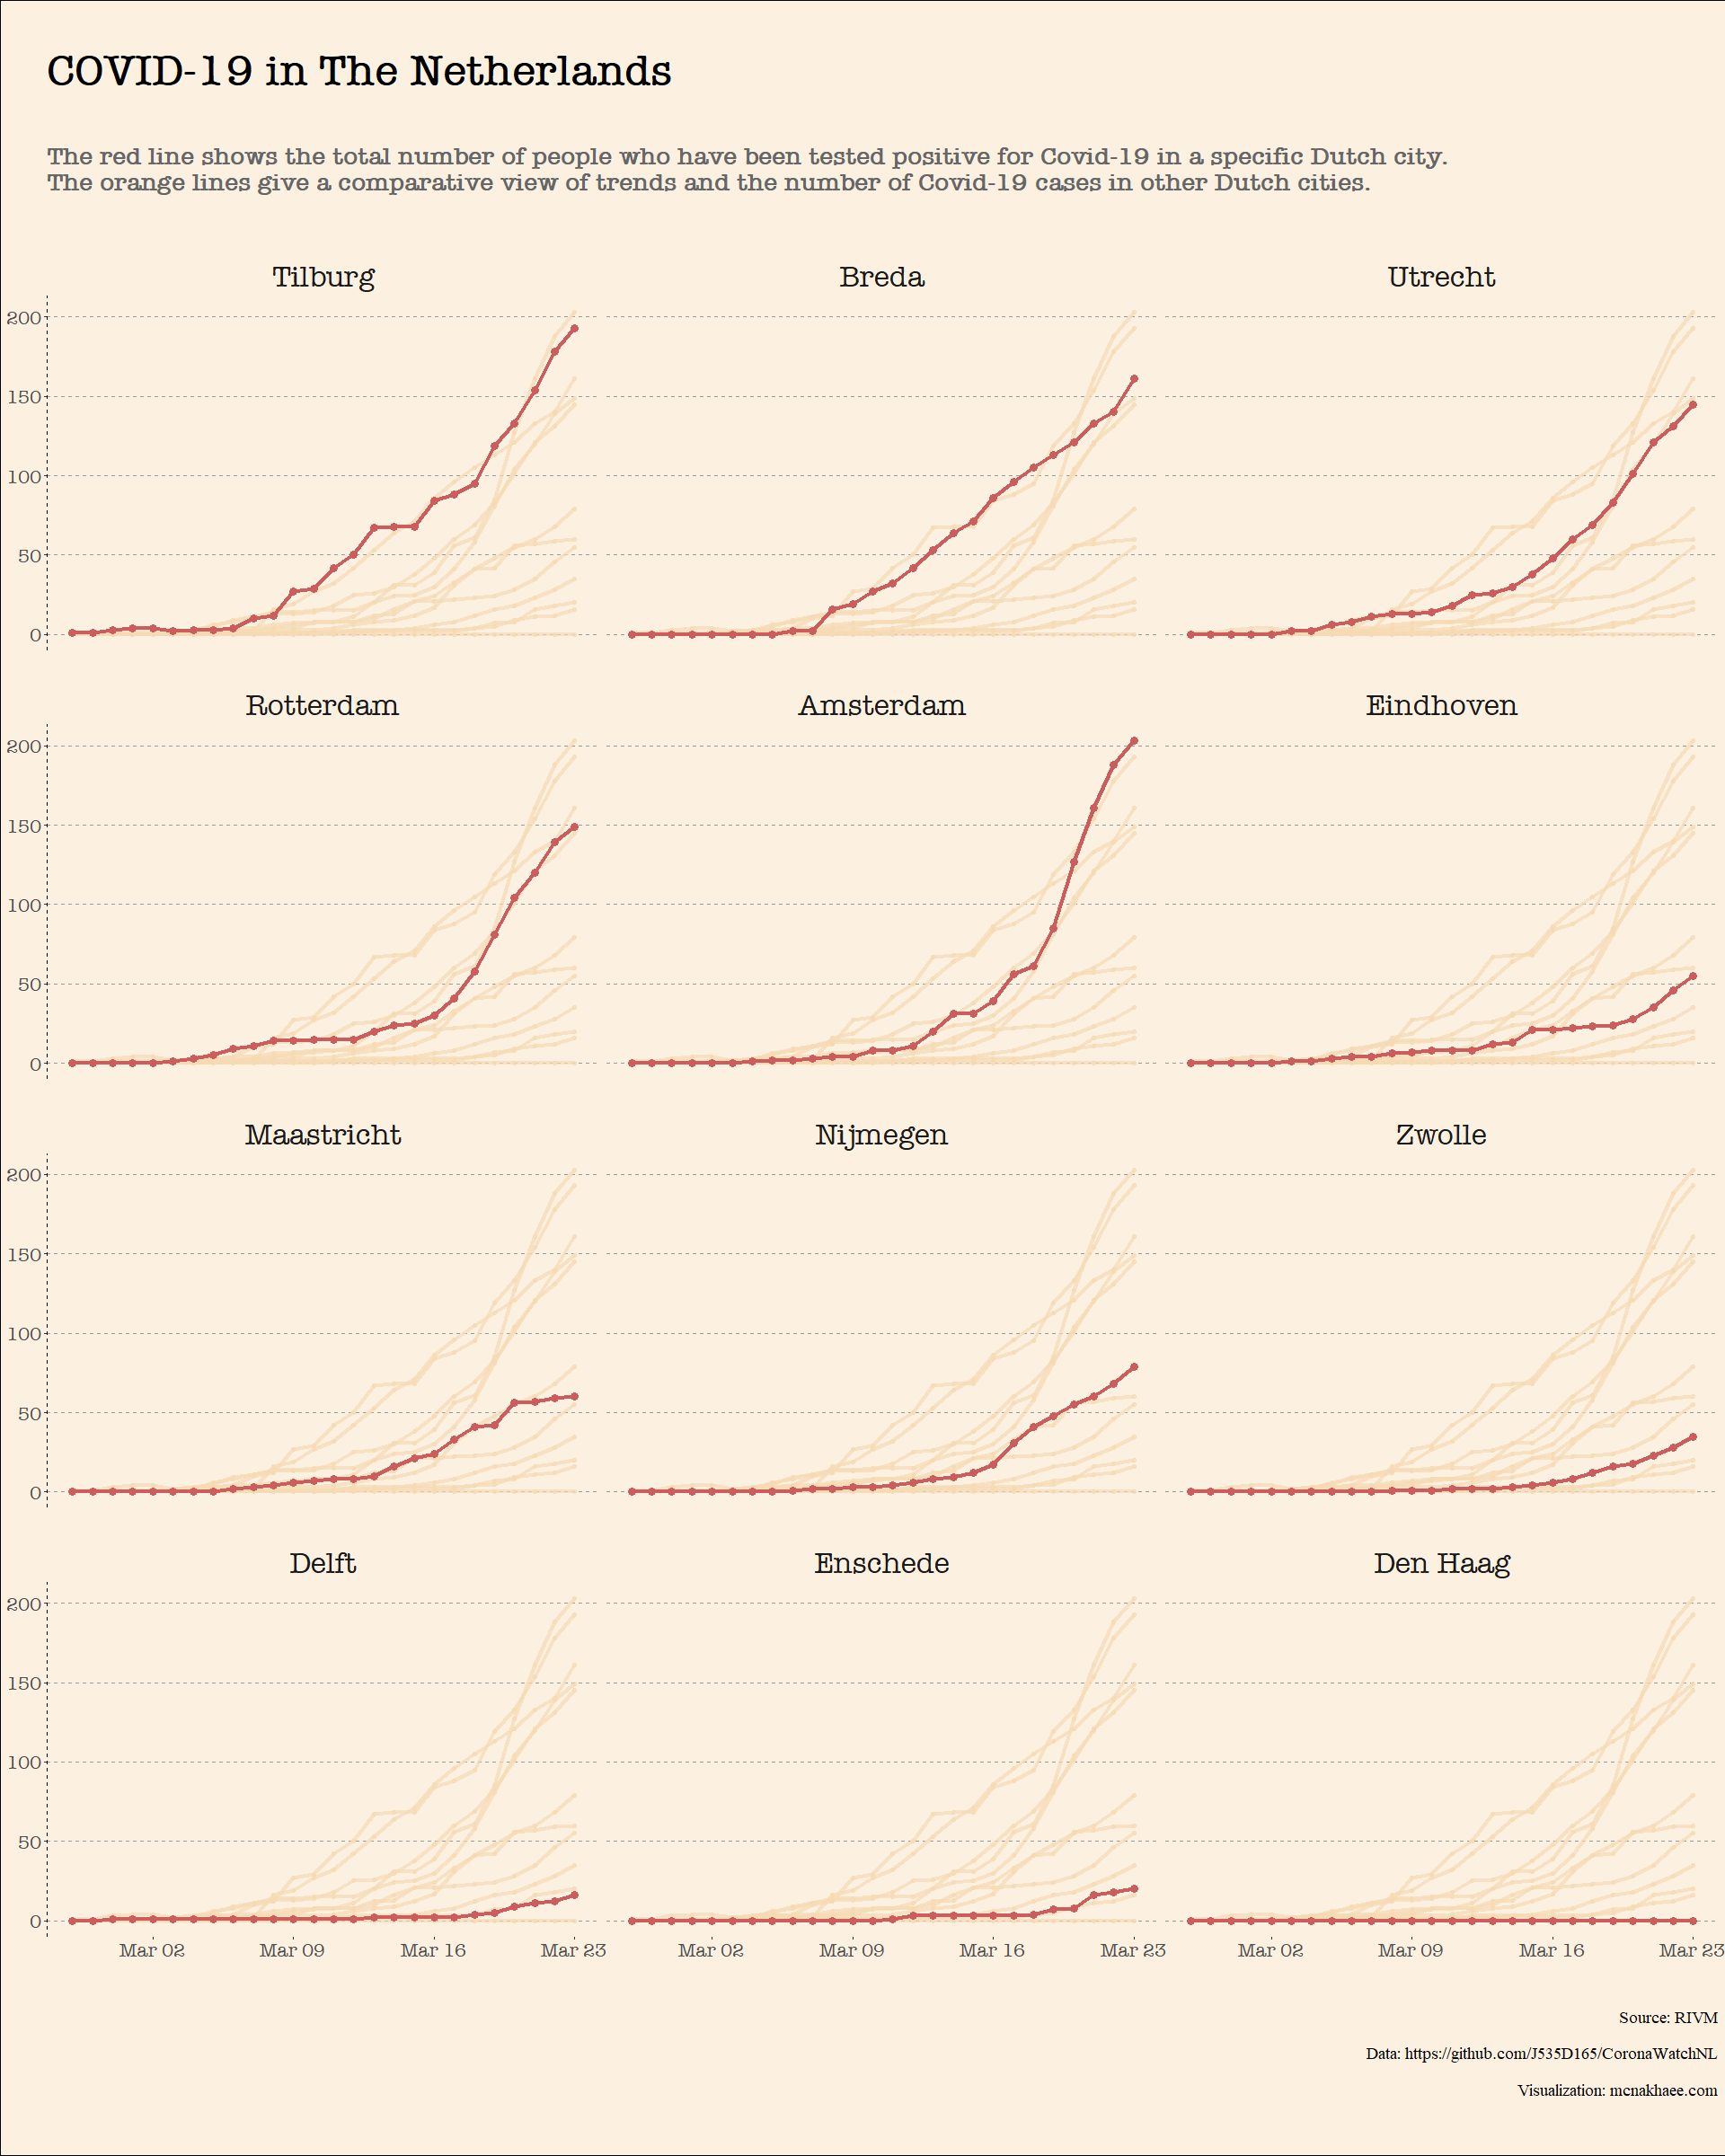 COVID-19 in The Netherlands
The red line shows the total number of people who have been tested positive for Covid-19 in a specific Dutch city.
The orange lines give a comparative view of trends and the number of Covid-19 cases in other Dutch cities.
Tilburg
Breda
Utrecht
200
150
100
50
0
Rotterdam
Amsterdam
Eindhoven
200
150
100
50
0
Maastricht
Nijmegen
Zwolle
200
150
100
50
0
Delft
Enschede
Den Haag
200
150
100
50
0
Mar 02 Mar 09 Mar 16 Mar 23
Mar 02 Mar 09 Mar 16 Mar 23
Mar 02 Mar 09 Mar 16 Mar 23
Source: RIVM
Data: https://github.com/J535D165/CoronaWatchNL
Visualization: mcnakhaee.com